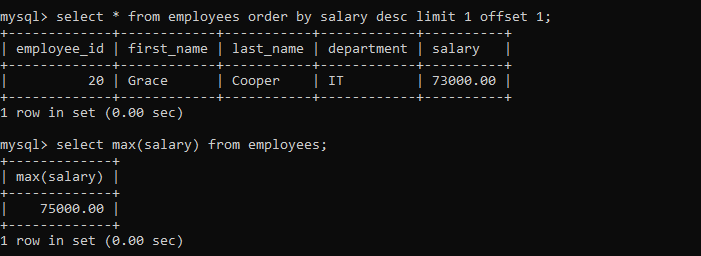 mysql> select * from employees order by salary desc limit 1 offset 1;
+-------------+------------+-----------+------------+----------+
| employee_id | first_name | last_name | department | salary   |
+-------------+------------+-----------+------------+----------+
|          20 | Grace      | Cooper    | IT         | 73000.00 |
+-------------+------------+-----------+------------+----------+
1 row in set (0.00 sec)
mysql> select max(salary) from employees;
+-------------+
| max(salary) |
+-------------+
|    75000.00 |
+-------------+
1 row in set (0.00 sec)